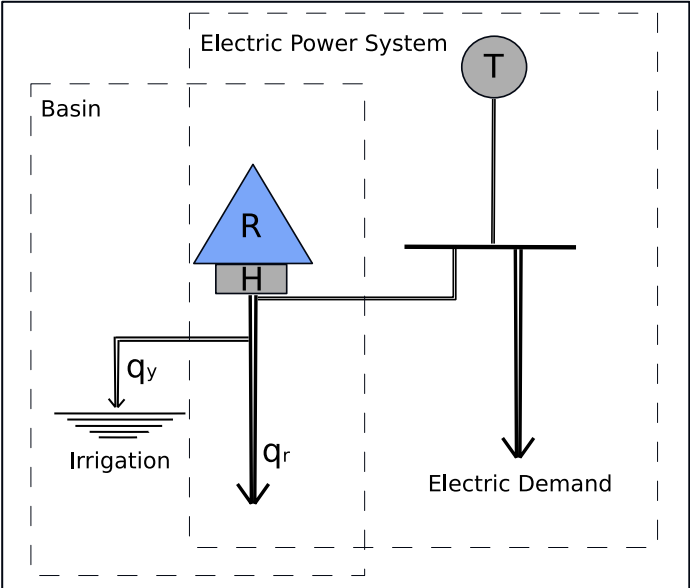 Electric Power System
T
Basin
R
H
qy
qr
Irrigation
Electric Demand